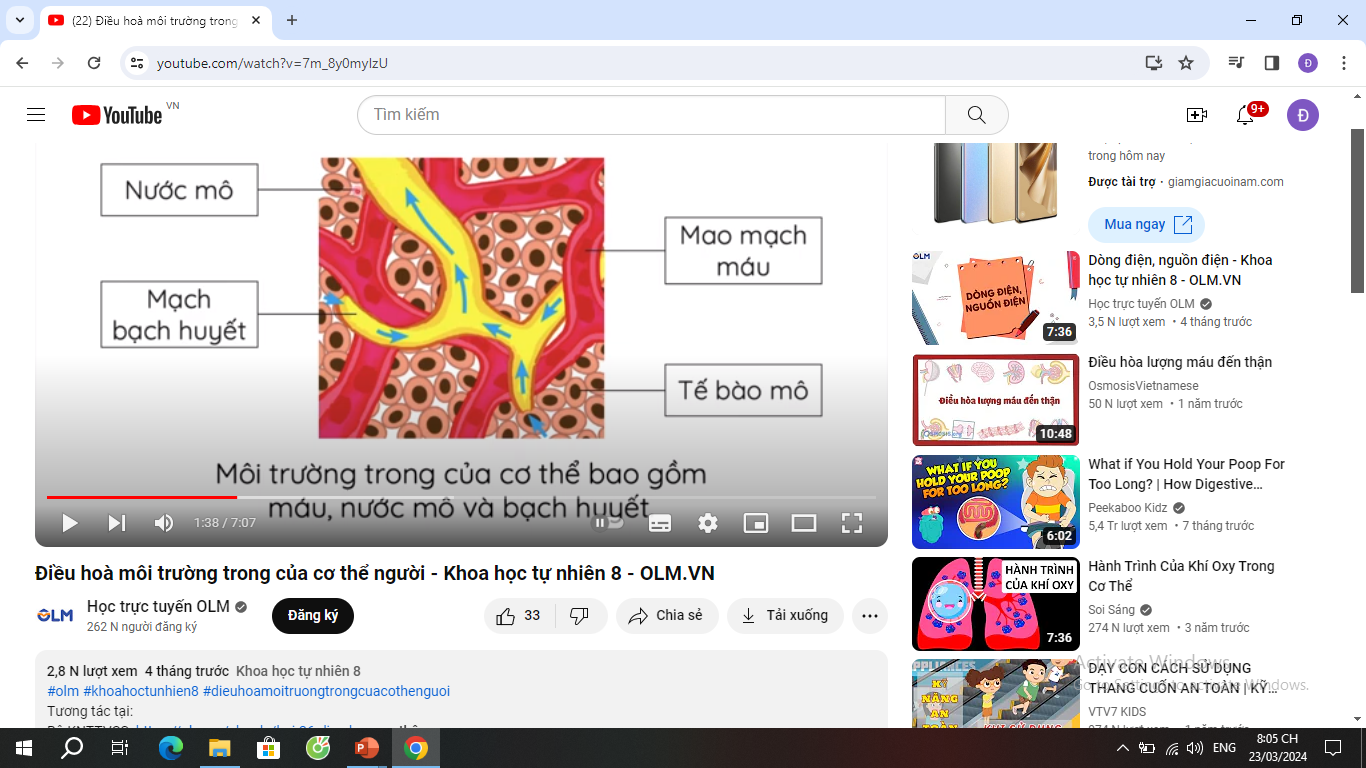 (22) Điều hoà môi trường trong
youtube.com/watch?v=7m_8y0mylzU
YouTube VN
Tìm kiếm
9+
Đ
Nước mô
Mạch
bạch huyết
Mao mạch
máu
Tế bào mô
Môi trường trong của cơ thể bao gồm
máu, nước mô và bạch huyết
1:38 / 7:07
Điều hoà môi trường trong của cơ thể người - Khoa học tự nhiên 8 - OLM.VN
OLM
Học trực tuyến OLM
262 N người đăng ký
Đăng ký
33
Chia sẻ
Tải xuống
2,8 N lượt xem 4 tháng trước Khoa học tự nhiên 8
#olm #khoahoctunhien8 #dieuhoamoitruongtrongcuacothenguoi
Tương tác tại:
trong hôm nay
Được tài trợ · giamgiacuoinam.com
Mua ngay
OLM
DÒNG ĐIỆN,
NGUỒN ĐIỆN
7:36
Dòng điện, nguồn điện - Khoa
học tự nhiên 8 - OLM.VN
Học trực tuyến OLM
3,5 N lượt xem · 4 tháng trước
Điều hòa lượng máu đến thận
10:48
Điều hòa lượng máu đến thận
OsmosisVietnamese
50 N lượt xem · 1 năm trước
WHAT IF YOU
HOLD YOUR POOP
FOR TOO LONG?
6:02
What if You Hold Your Poop For
Too Long? | How Digestive...
Peekaboo Kidz
5,4 Tr lượt xem · 7 tháng trước
HÀNH TRÌNH
CỦA KHÍ OXY
7:36
Hành Trình Của Khí Oxy Trong
Cơ Thể
Soi Sáng
274 N lượt xem · 3 năm trước
KỸ
NĂNG
AN
DẠY CON CÁCH SỬ DỤNG
THANG CUỐN AN TOÀN | KỸ...
VTV7 KIDS
Activate Windows
Go to Settings to activate Windows.
ENG
8:05 CH
23/03/2024